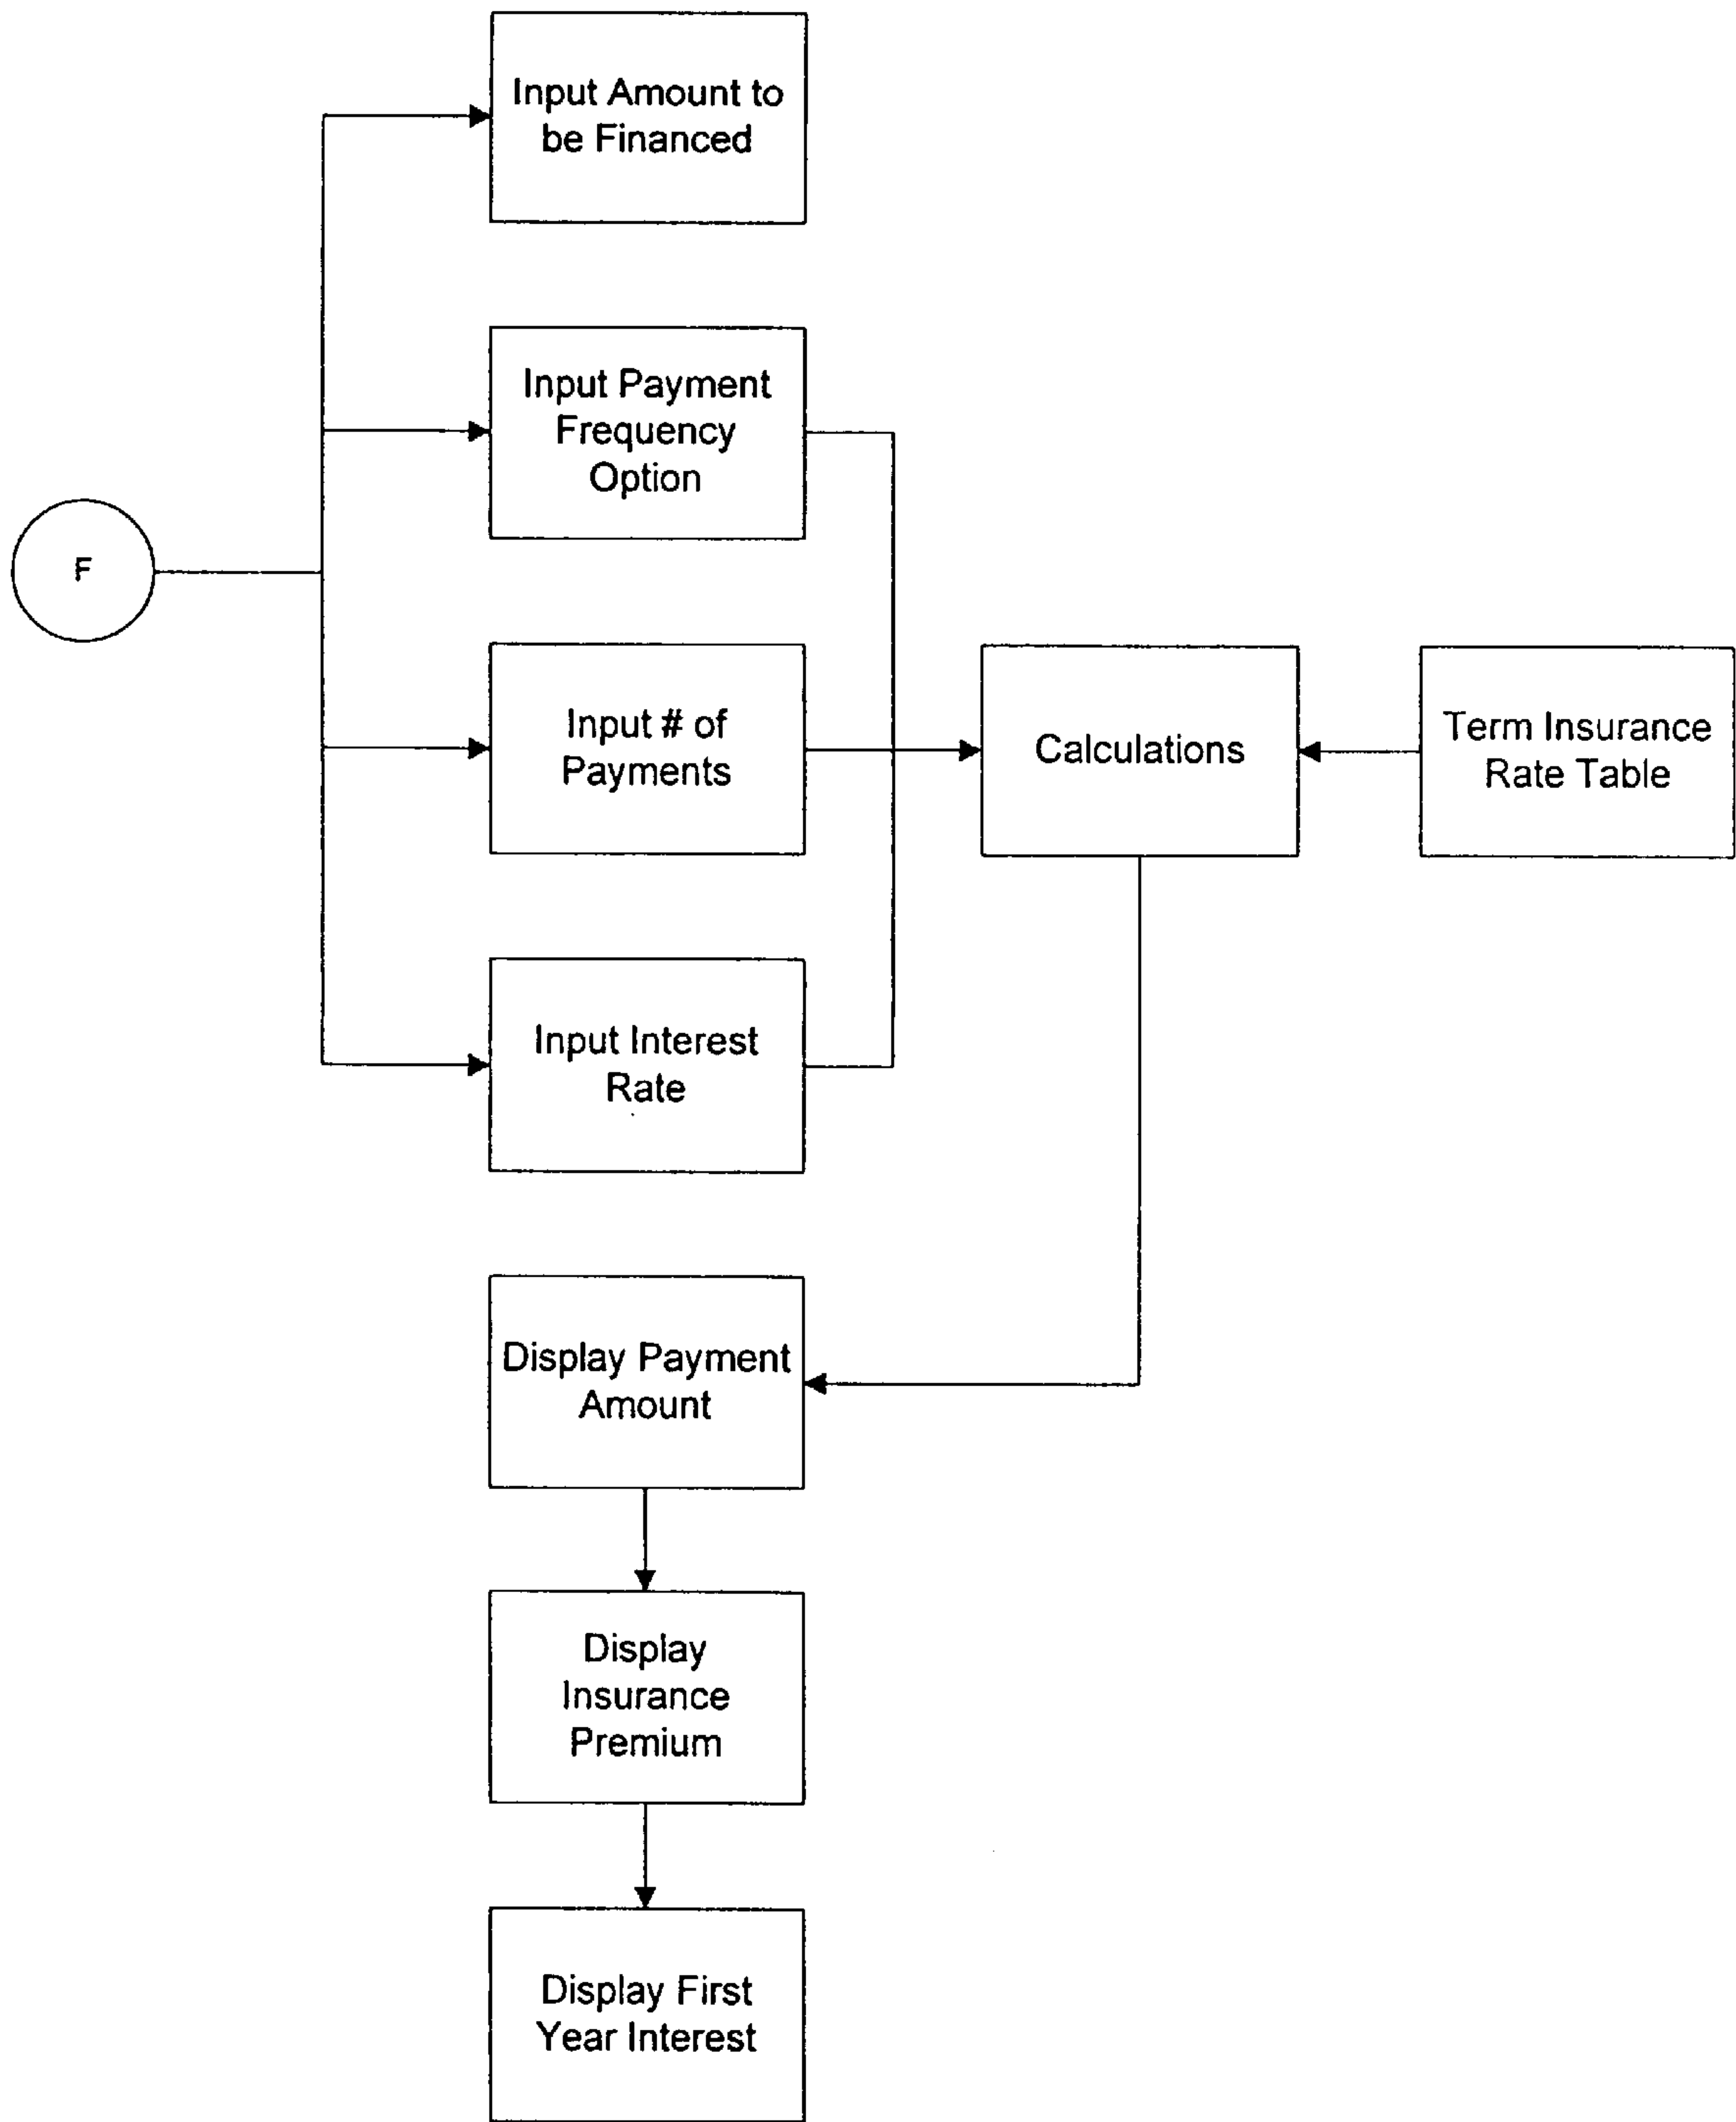 Input Amount to
be Financed
Input Payment
Frequency
Option
F
Input # of
Payments
Calculations
Term Insurance
Rate Table
Input Interest
Rate
Display Payment
Amount
Display
Insurance
Premium
Display First
Year Interest